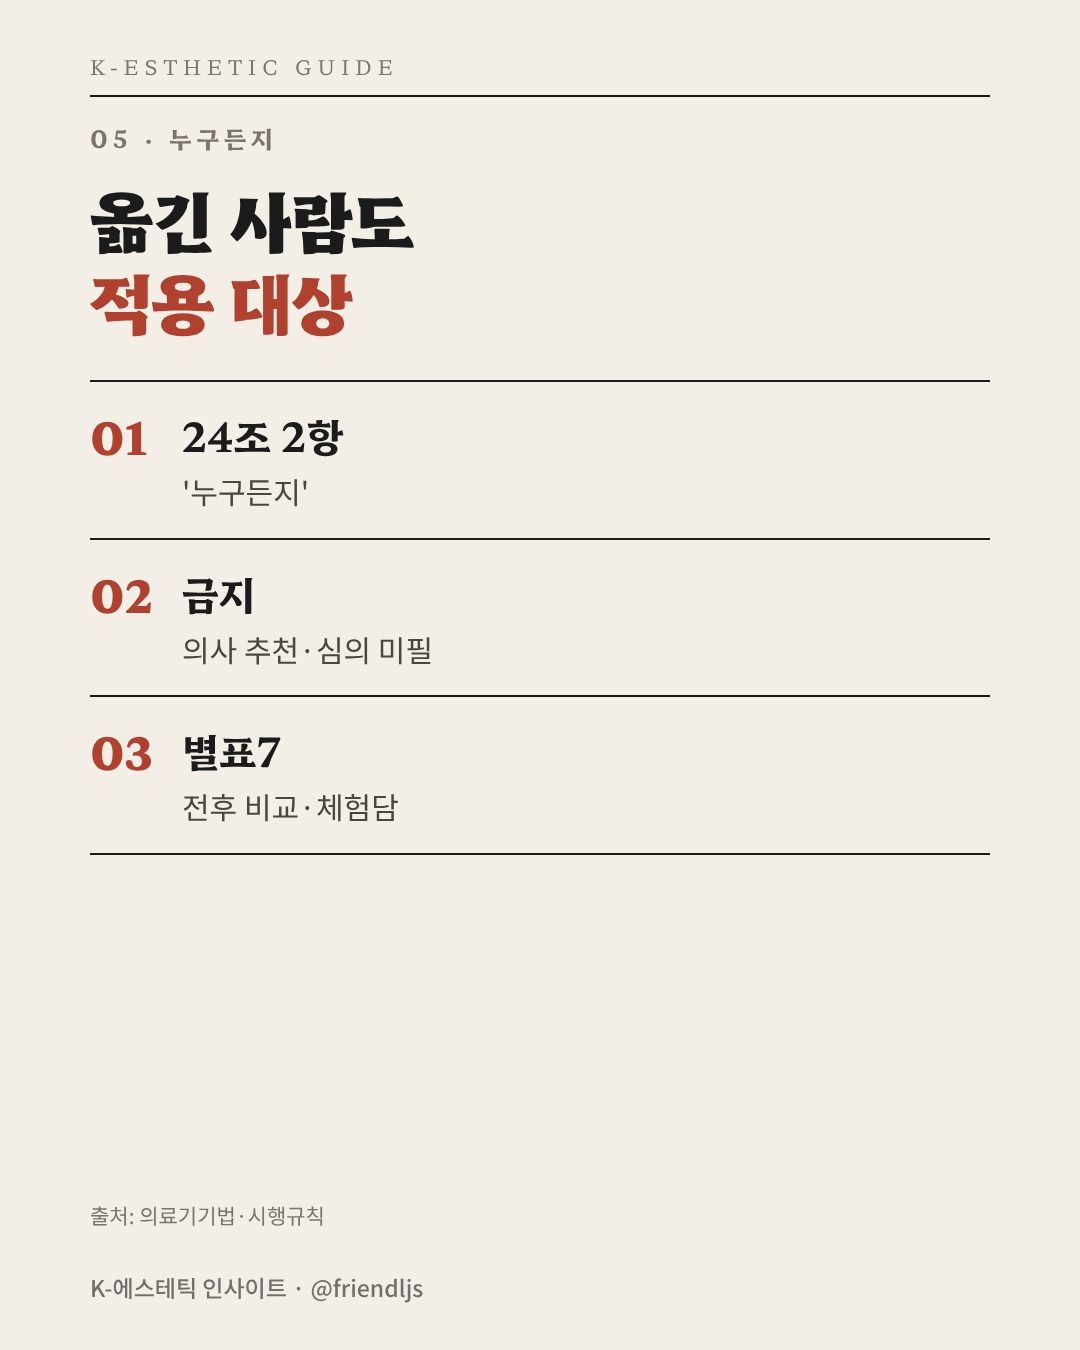 K-ESTHETIC GUIDE
05 · 누구든지
옮긴 사람도
적용 대상
01 24조 2항
'누구든지'
02 금지
의사 추천·심의 미필
03 별표7
전후 비교·체험담
출처: 의료기기법·시행규칙
K-에스테틱 인사이트 · @friendljs